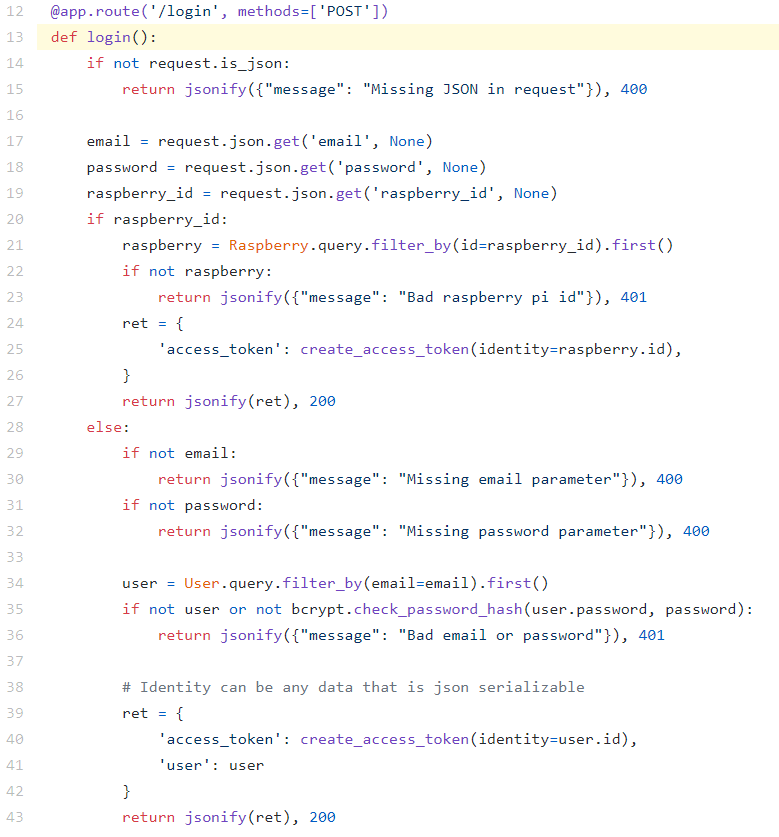 12 @app.route('/login', methods=['POST'])
13 def login():
14     if not request.is_json:
15         return jsonify({"message": "Missing JSON in request"}), 400
16
17     email = request.json.get('email', None)
18     password = request.json.get('password', None)
19     raspberry_id = request.json.get('raspberry_id', None)
20     if raspberry_id:
21         raspberry = Raspberry.query.filter_by(id=raspberry_id).first()
22         if not raspberry:
23             return jsonify({"message": "Bad raspberry pi id"}), 401
24         ret = {
25             'access_token': create_access_token(identity=raspberry.id),
26         }
27         return jsonify(ret), 200
28     else:
29         if not email:
30             return jsonify({"message": "Missing email parameter"}), 400
31         if not password:
32             return jsonify({"message": "Missing password parameter"}), 400
33
34         user = User.query.filter_by(email=email).first()
35         if not user or not bcrypt.check_password_hash(user.password, password):
36             return jsonify({"message": "Bad email or password"}), 401
37
38         # Identity can be any data that is json serializable
39         ret = {
40             'access_token': create_access_token(identity=user.id),
41             'user': user
42         }
43         return jsonify(ret), 200